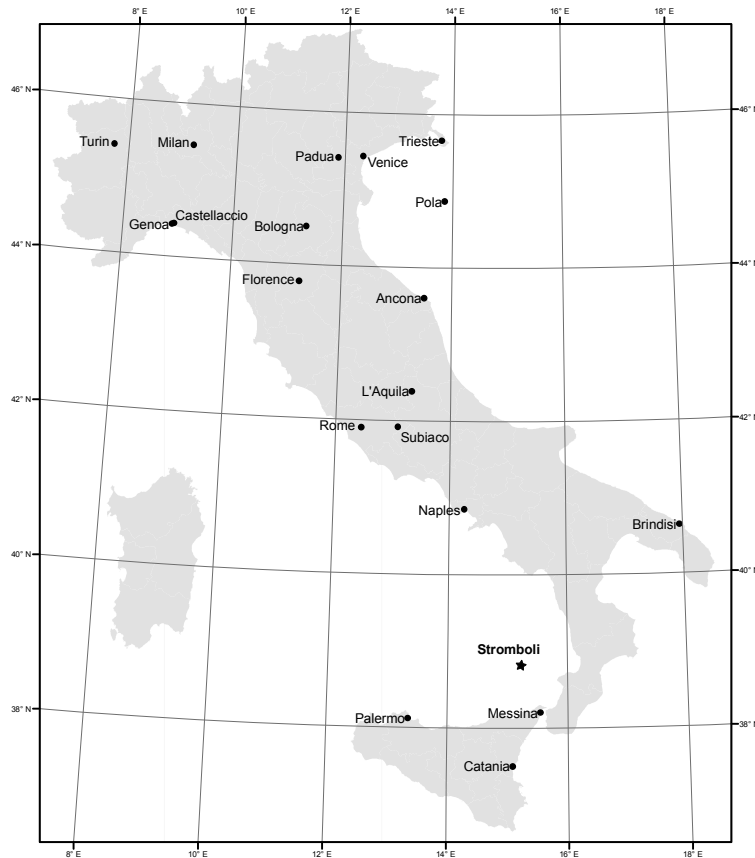 8° E 10° E 12° E 14° E 16° E 18° E
46° N
46° N
Turin
Milan
Trieste
Padua
Venice
Pola
Castellaccio
Genoa
Bologna
44° N
44° N
Florence
Ancona
L'Aquila
42° N
42° N
Rome
Subiaco
Naples
Brindisi
40° N
40° N
Stromboli
38° N
Messina
Palermo
38° N
Catania
8° E 10° E 12° E 14° E 16° E 18° E